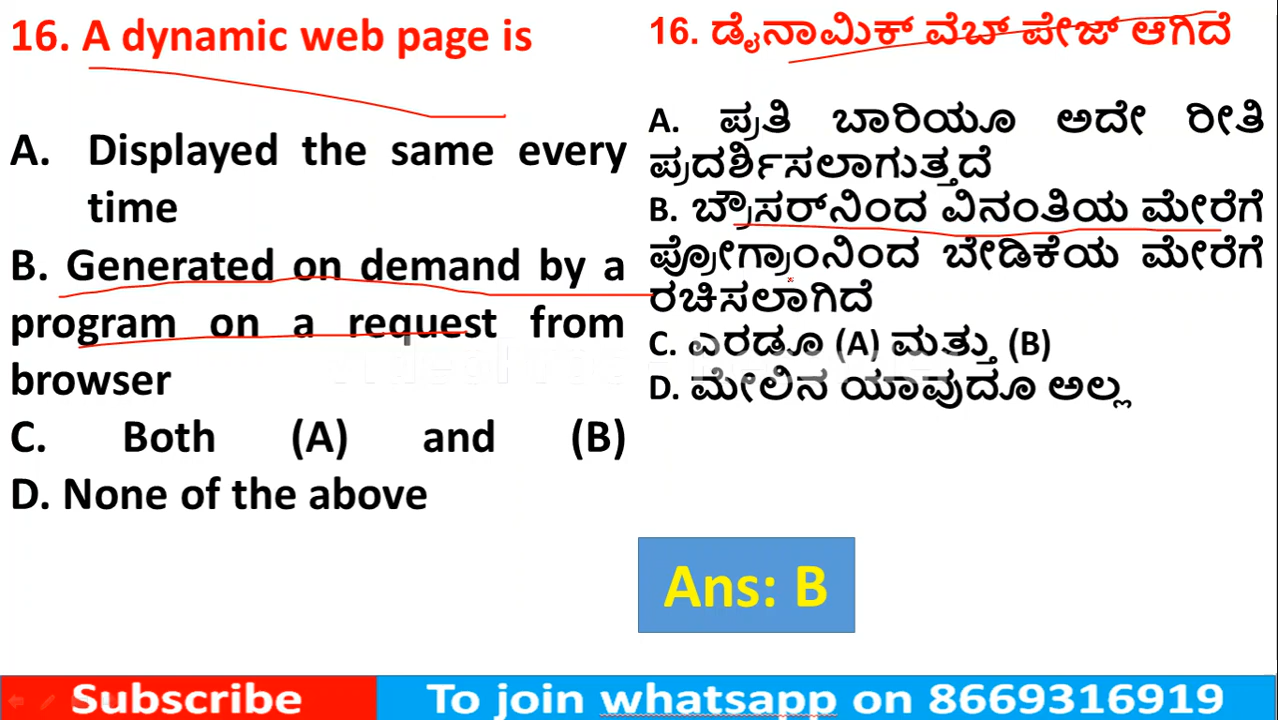 16. A dynamic web page is
A. Displayed the same every
time
B. Generated on demand by a
program on a request from
browser
C. Both (A) and (B)
D. None of the above
16. ಡೈನಾಮಿಕ್ ವೆಬ್ ಪೇಜ್ ಆಗಿದೆ
A. ಪ್ರತಿ ಬಾರಿಯೂ ಅದೇ ರೀತಿ
ಪ್ರದರ್ಶಿಸಲಾಗುತ್ತದೆ
B. ಬ್ರೌಸರ್‌ನಿಂದ ವಿನಂತಿಯ ಮೇರೆಗೆ
ಪ್ರೋಗ್ರಾಂನಿಂದ ಬೇಡಿಕೆಯ ಮೇರೆಗೆ
ರಚಿಸಲಾಗಿದೆ
C. ಎರಡೂ (A) ಮತ್ತು (B)
D. ಮೇಲಿನ ಯಾವುದೂ ಅಲ್ಲ
Ans: B
Subscribe
To join whatsapp on 8669316919